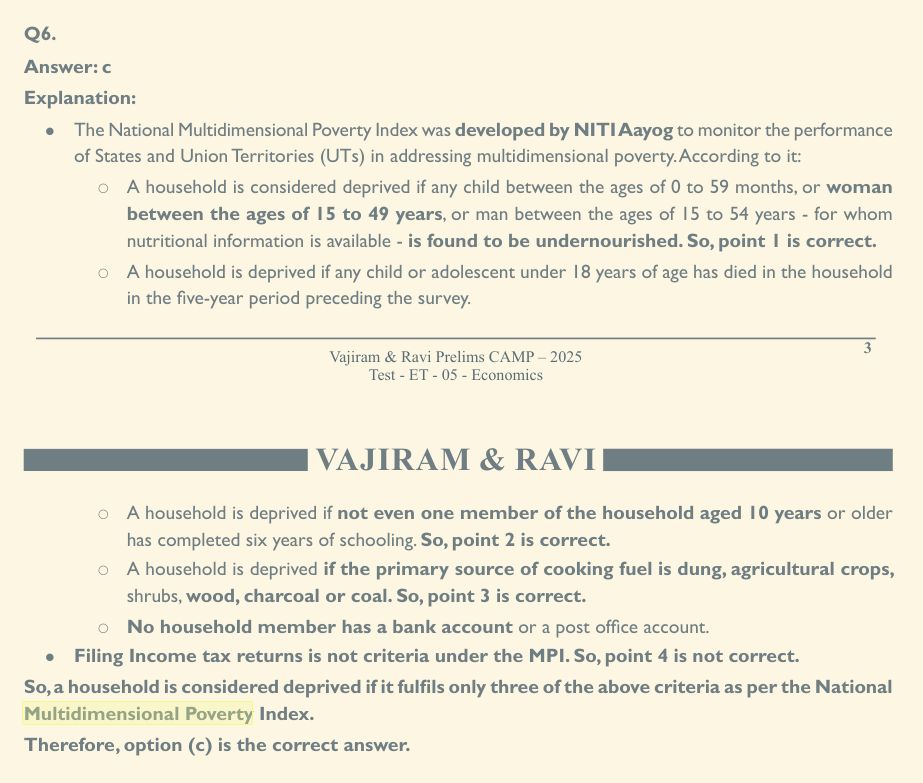 Q6.
Answer: c
Explanation:
● The National Multidimensional Poverty Index was developed by NITI Aayog to monitor the performance
of States and Union Territories (UTs) in addressing multidimensional poverty. According to it:
○ A household is considered deprived if any child between the ages of 0 to 59 months, or woman
between the ages of 15 to 49 years, or man between the ages of 15 to 54 years - for whom
nutritional information is available - is found to be undernourished. So, point 1 is correct.
○ A household is deprived if any child or adolescent under 18 years of age has died in the household
in the five-year period preceding the survey.
3
Vajiram & Ravi Prelims CAMP – 2025
Test - ET - 05 - Economics
VAJIRAM & RAVI
○ A household is deprived if not even one member of the household aged 10 years or older
has completed six years of schooling. So, point 2 is correct.
○ A household is deprived if the primary source of cooking fuel is dung, agricultural crops,
shrubs, wood, charcoal or coal. So, point 3 is correct.
○ No household member has a bank account or a post office account.
● Filing Income tax returns is not criteria under the MPI. So, point 4 is not correct.
So, a household is considered deprived if it fulfils only three of the above criteria as per the National
Multidimensional Poverty Index.
Therefore, option (c) is the correct answer.